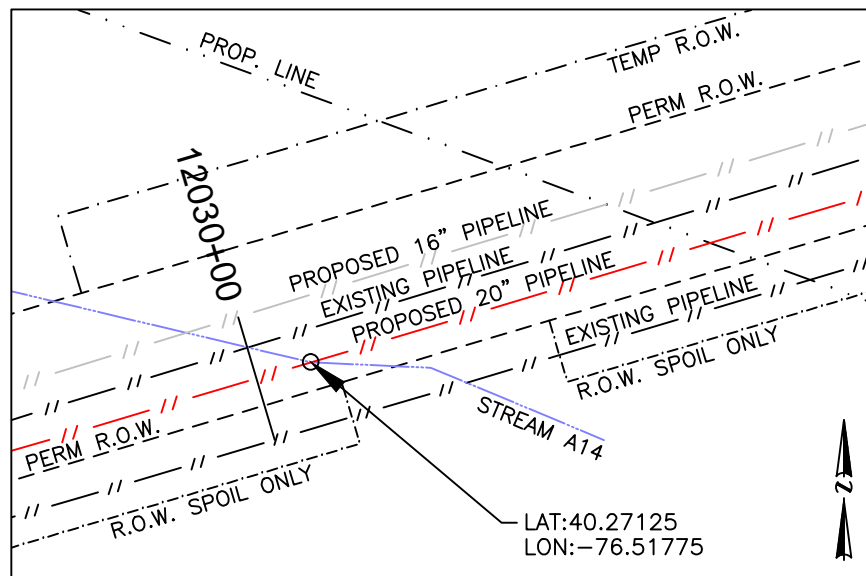 PROP. LINE
TEMP R.O.W.
PERM R.O.W.
12030+00
PROPOSED 16” PIPELINE
EXISTING PIPELINE
PROPOSED 20” PIPELINE
EXISTING PIPELINE
R.O.W. SPOIL ONLY
STREAM A14
PERM R.O.W.
R.O.W. SPOIL ONLY
LAT:40.27125
LON:-76.51775
N